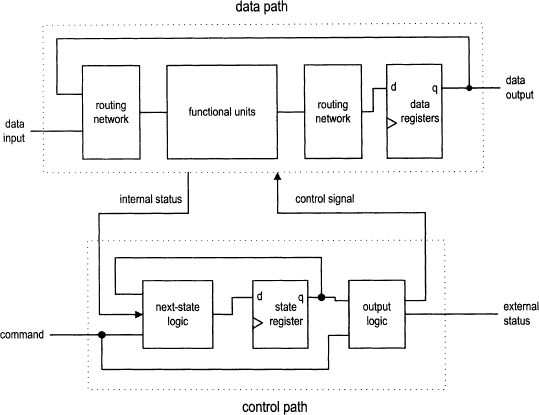 data path
routing
network
functional units
routing
network
d
q
data
registers
data
output
data
input
internal status
control signal
next-state
logic
d
q
state
register
output
logic
external
status
command
control path